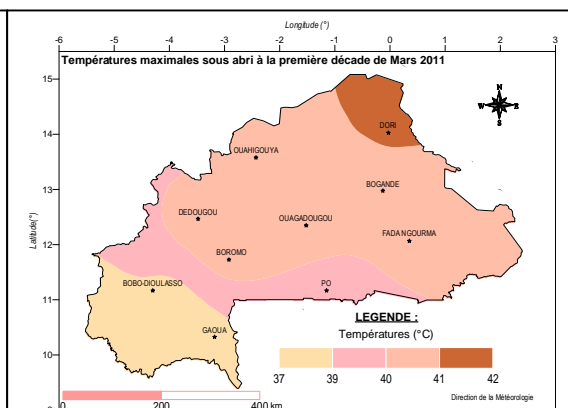 Longitude (°)
-6 -5 -4 -3 -2 -1 0 1 2 3
Températures maximales sous abri à la première décade de Mars 2011
15
N
W E
S
DORI
14
OUAHIGOUYA
13
BOGANDE
DEDOUGOU
OUAGADOUGOU
FADA NGOURMA
Latitude(°)
12
BOROMO
BOBO-DIOULASSO
PO
11
LEGENDE :
Températures (°C)
GAOUA
10
37 39 40 41 42
Direction de la Météorologie
0 200 400 km